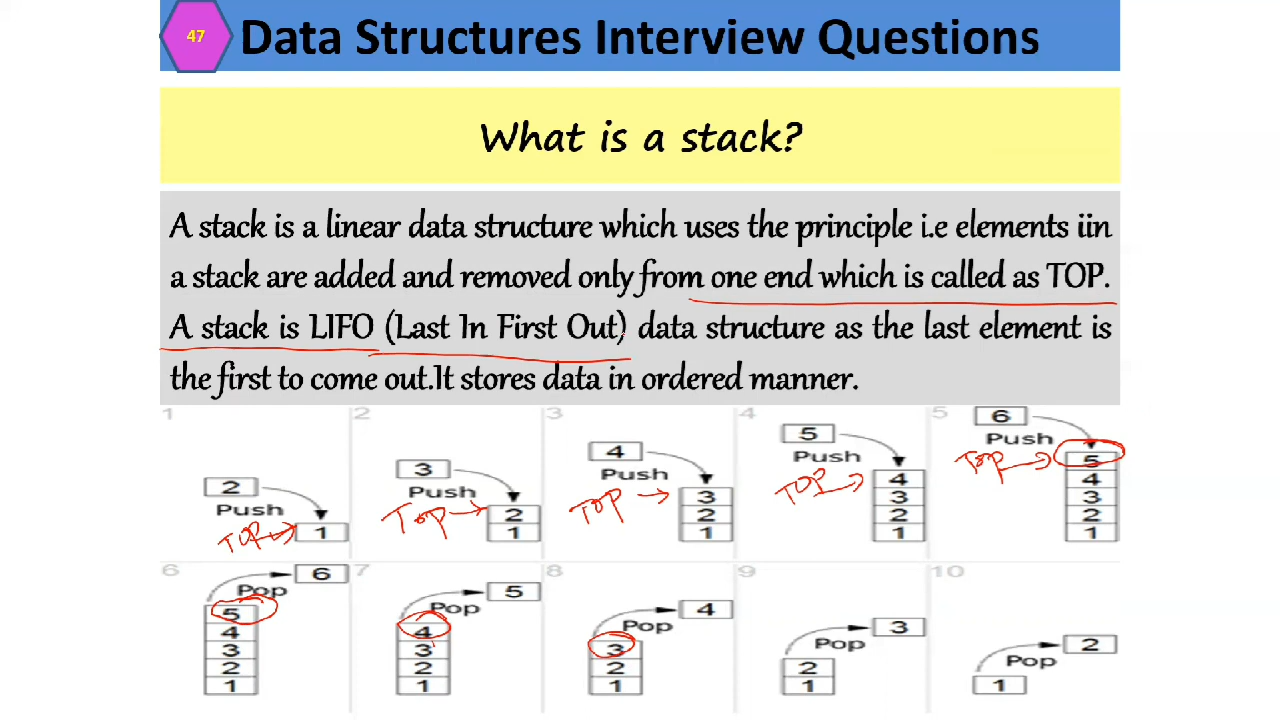 47
Data Structures Interview Questions
What is a stack?
A stack is a linear data structure which uses the principle i.e elements iin
a stack are added and removed only from one end which is called as TOP.
A stack is LIFO (Last In First Out) data structure as the last element is
the first to come out.It stores data in ordered manner.
1
2
Push
TOP
1
2
3
Push
TOP
2
1
3
4
Push
TOP
3
2
1
4
5
Push
TOP
4
3
2
1
5
6
Push
TOP
5
4
3
2
1
6
6
Pop
5
4
3
2
1
7
5
Pop
4
3
2
1
8
4
Pop
3
2
1
9
3
Pop
2
1
10
2
Pop
1